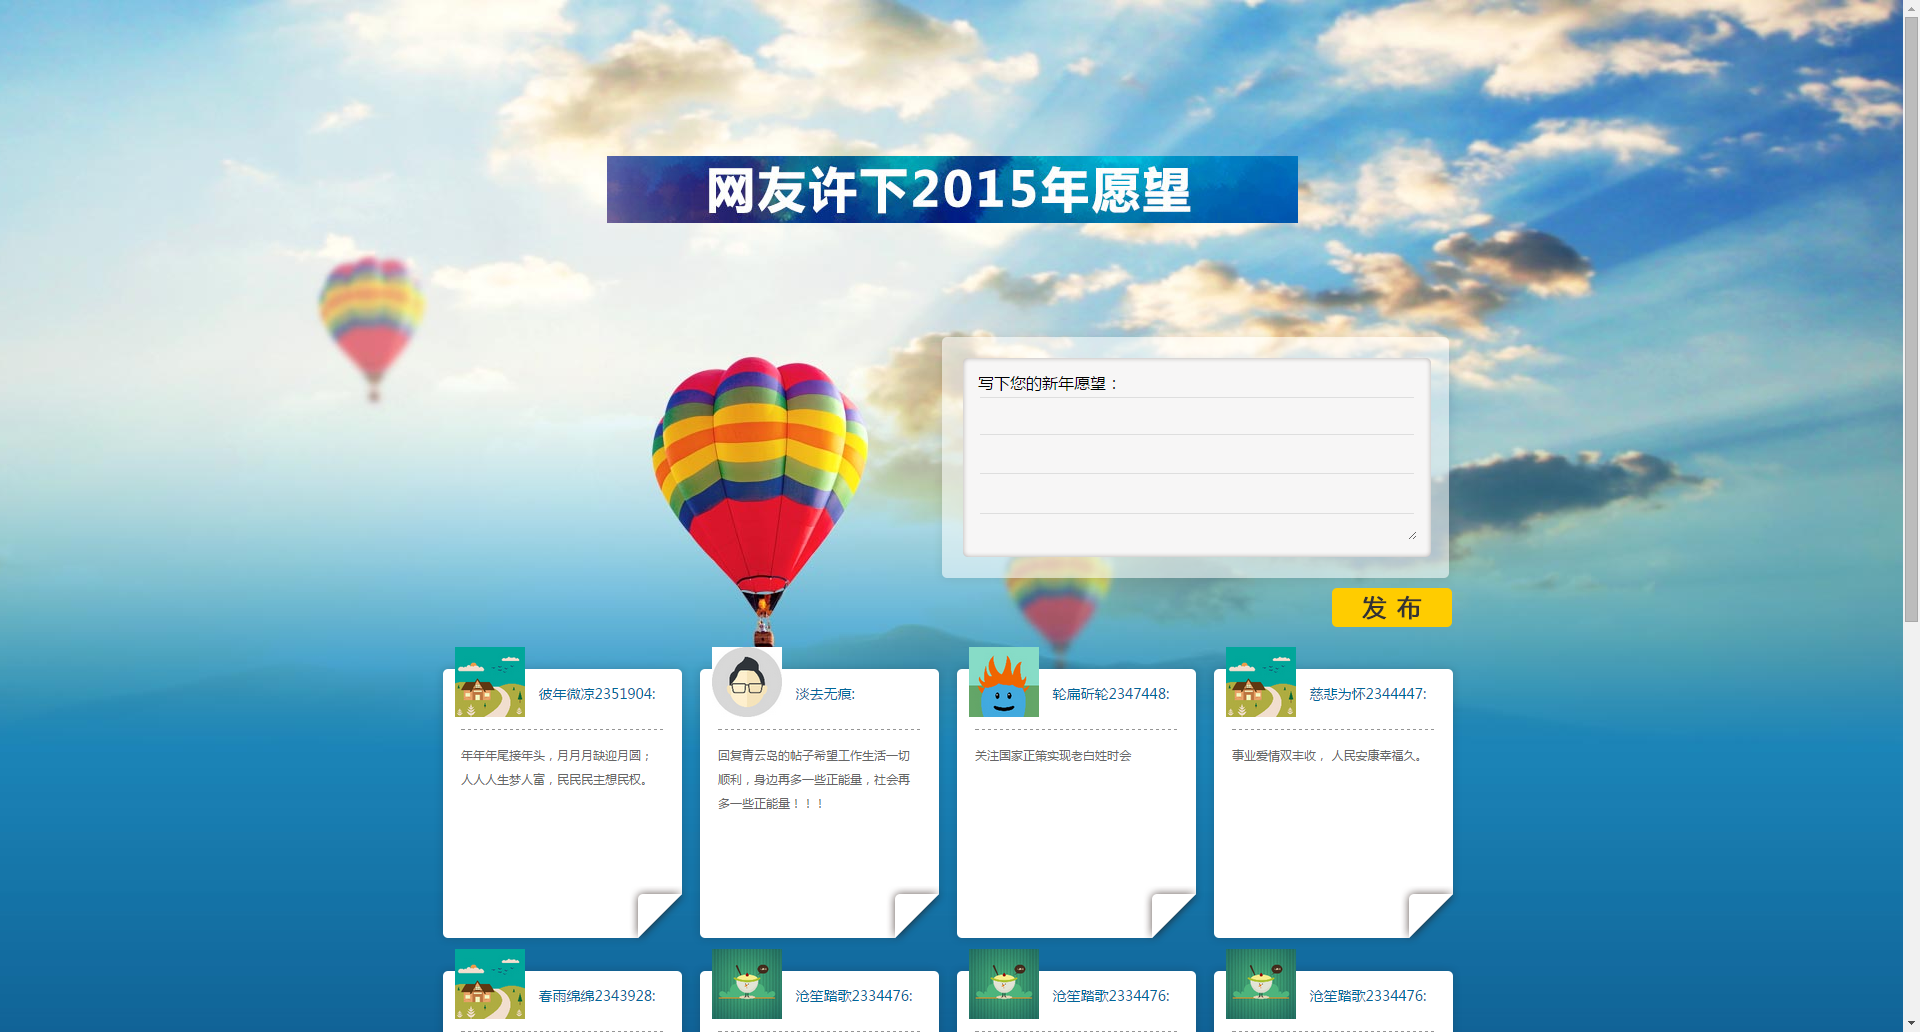 网友许下2015年愿望
写下您的新年愿望：
发 布
彼年微凉2351904:
年年年尾接年头，月月月缺迎月圆；
人人人生梦人富，民民民主想民权。
淡去无痕:
回复青云岛的帖子希望工作生活一切
顺利，身边再多一些正能量，社会再
多一些正能量！！！
轮扁斫轮2347448:
关注国家正策实现老白姓时会
慈悲为怀2344447:
事业爱情双丰收， 人民安康幸福久。
春雨绵绵2343928:
沧笙踏歌2334476:
沧笙踏歌2334476:
沧笙踏歌2334476: